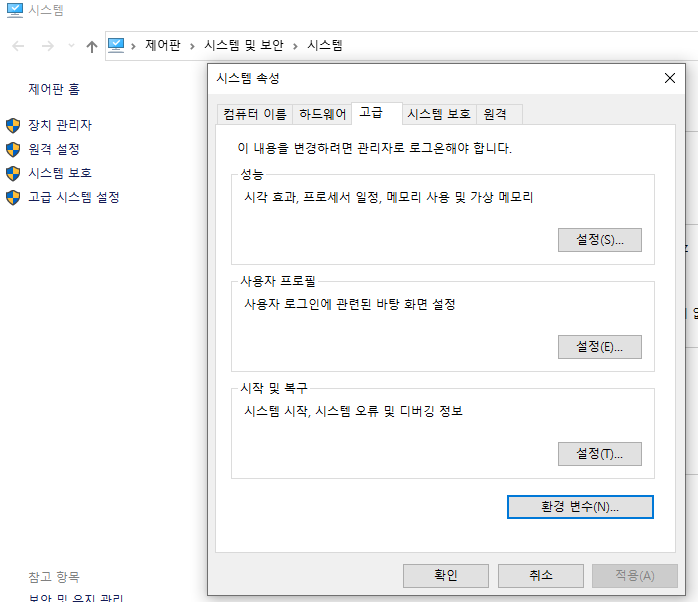 시스템
제어판 > 시스템 및 보안 > 시스템
제어판 홈
장치 관리자
원격 설정
시스템 보호
고급 시스템 설정
참고 항목
보안 및 유지 관리
시스템 속성
컴퓨터 이름 하드웨어 고급 시스템 보호 원격
이 내용을 변경하려면 관리자로 로그온해야 합니다.
성능
시각 효과, 프로세서 일정, 메모리 사용 및 가상 메모리
설정(S)...
사용자 프로필
사용자 로그인에 관련된 바탕 화면 설정
설정(E)...
시작 및 복구
시스템 시작, 시스템 오류 및 디버깅 정보
설정(T)...
환경 변수(N)...
확인 취소 적용(A)